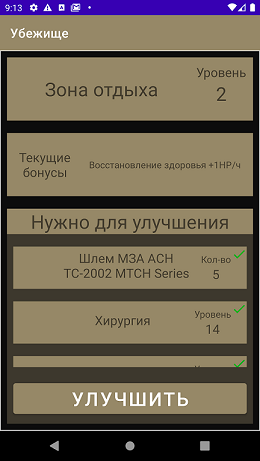 9:13
Убежище
Зона отдыха
Уровень
2
Текущие
бонусы
Восстановление здоровья +1HP/ч
Нужно для улучшения
Шлем МЗА АСН
ТС-2002 MTCH Series
Кол-во
5
Хирургия
Уровень
14
УЛУЧШИТЬ